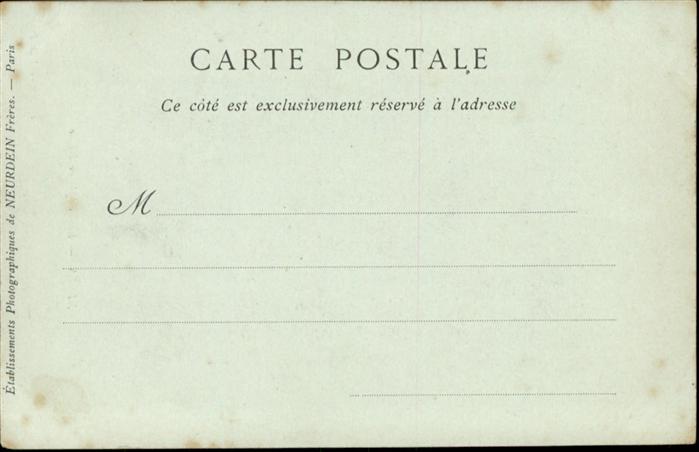 CARTE POSTALE
Ce côté est exclusivement réservé à l'adresse
M
Établissements Photographiques de NEURDEIN Frères. — Paris